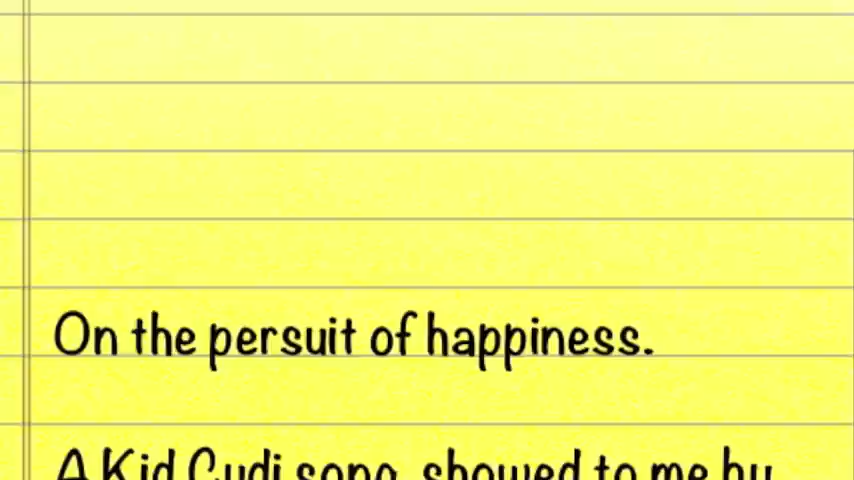 On the persuit of happiness.
A Kid Cudi song, showed to me by